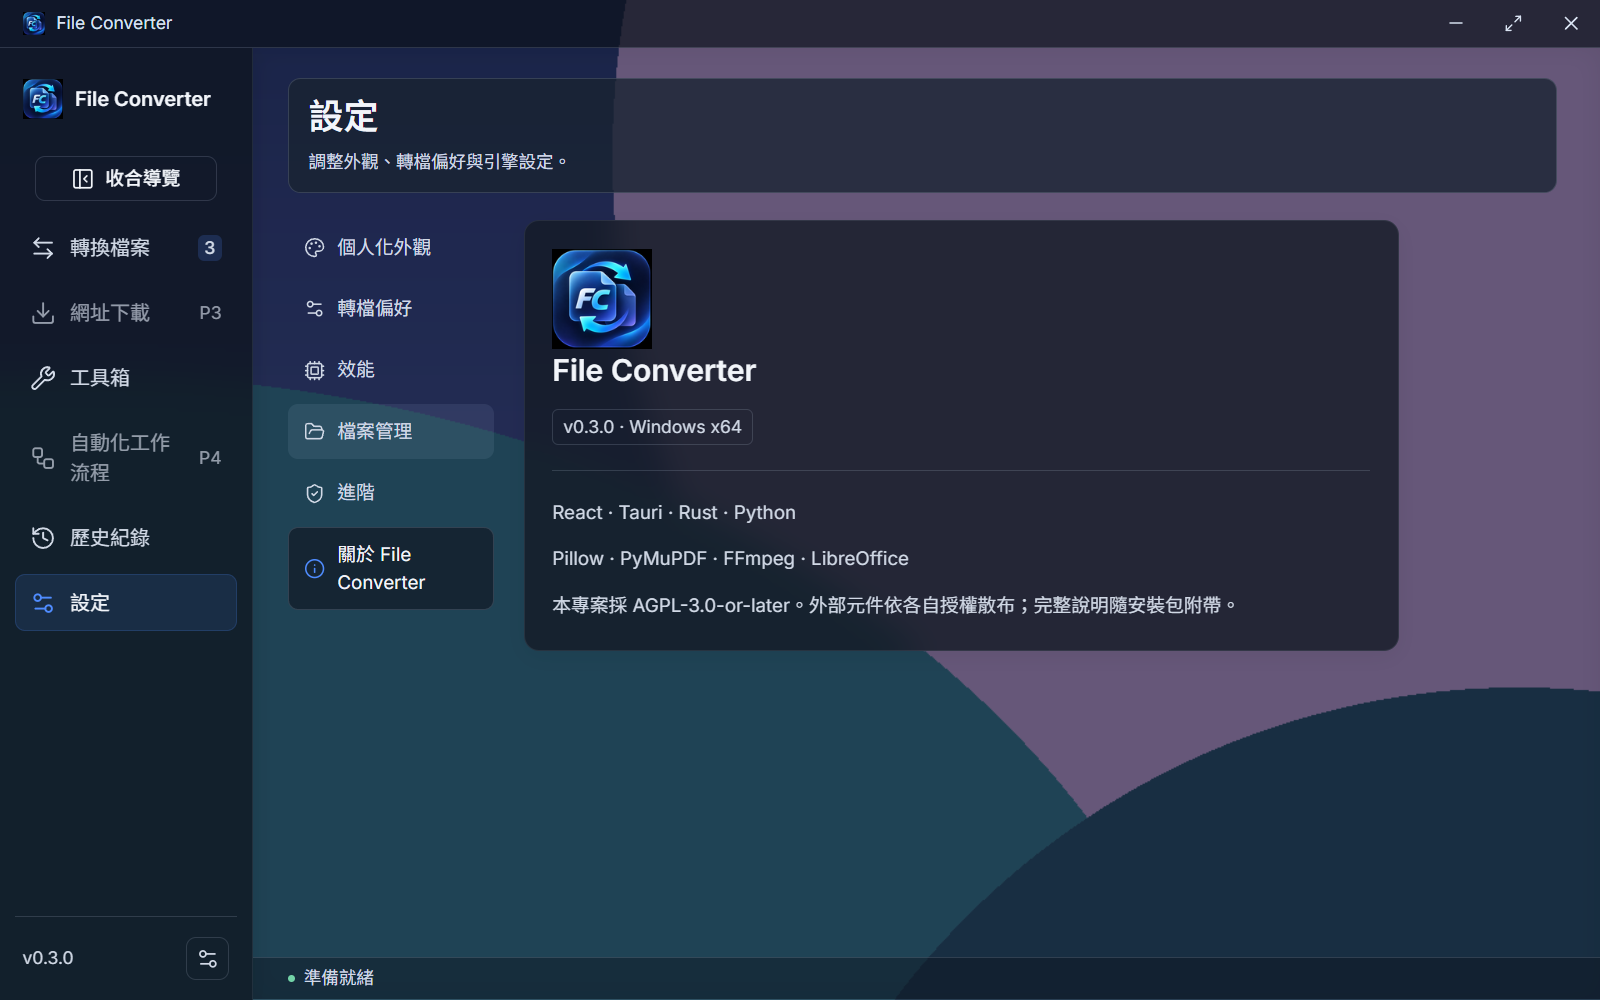 File Converter
File Converter
收合導覽
轉換檔案 3
網址下載 P3
工具箱
自動化工作
流程
P4
歷史紀錄
設定
v0.3.0
設定
調整外觀、轉檔偏好與引擎設定。
個人化外觀
轉檔偏好
效能
檔案管理
進階
關於 File
Converter
FC
File Converter
v0.3.0 · Windows x64
React · Tauri · Rust · Python
Pillow · PyMuPDF · FFmpeg · LibreOffice
本專案採 AGPL-3.0-or-later。外部元件依各自授權散布；完整說明隨安裝包附帶。
準備就緒